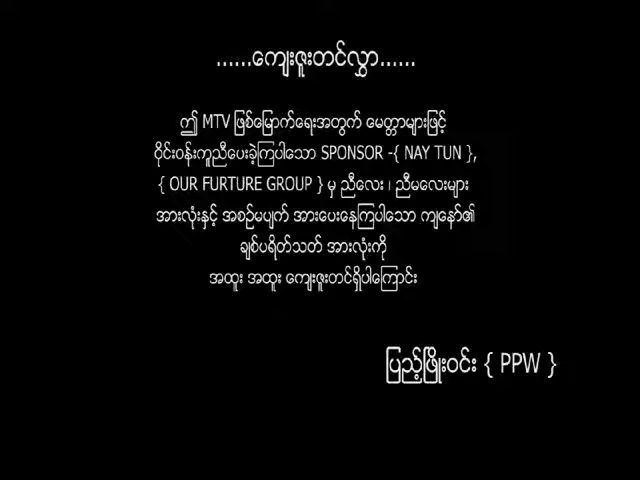 ......ကျေးဇူးတင်လွှာ......
ဤ MTV ဖြစ်မြောက်ရေးအတွက် မေတ္တာများဖြင့်
ဝိုင်းဝန်းကူညီပေးခဲ့ကြပါသော SPONSOR -{ NAY TUN },
{ OUR FURTURE GROUP } မှ ညီလေး ၊ ညီမလေးများ
အားလုံးနှင့် အစဉ်မပျက် အားပေးနေကြပါသော ကျနော်၏
ချစ်ပရိတ်သတ် အားလုံးကို
အထူး အထူး ကျေးဇူးတင်ရှိပါကြောင်း
ပြည့်ဖြိုးဝင်း { PPW }